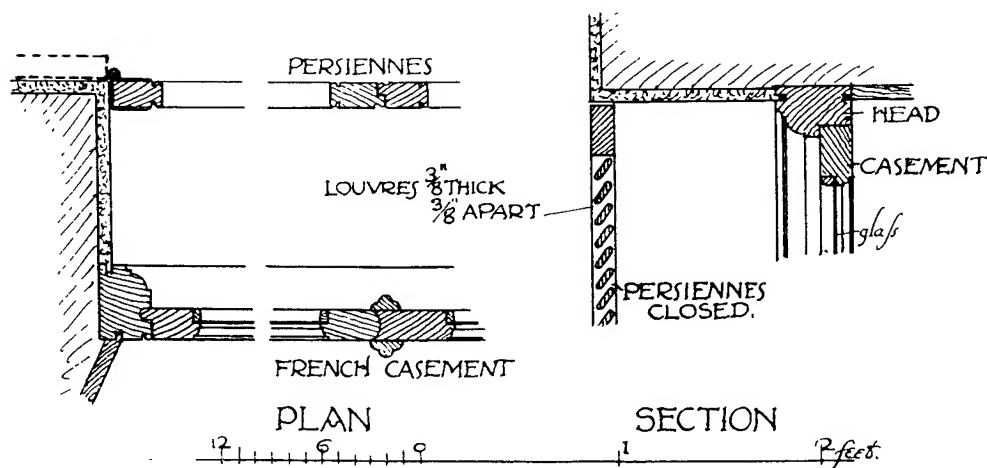 PERSIENNES
LOUVRES 3/8" THICK
3/8" APART
FRENCH CASEMENT
HEAD
CASEMENT
glaſs
PERSIENNES
CLOSED.
PLAN
SECTION
12 6 0 1 2 feet.